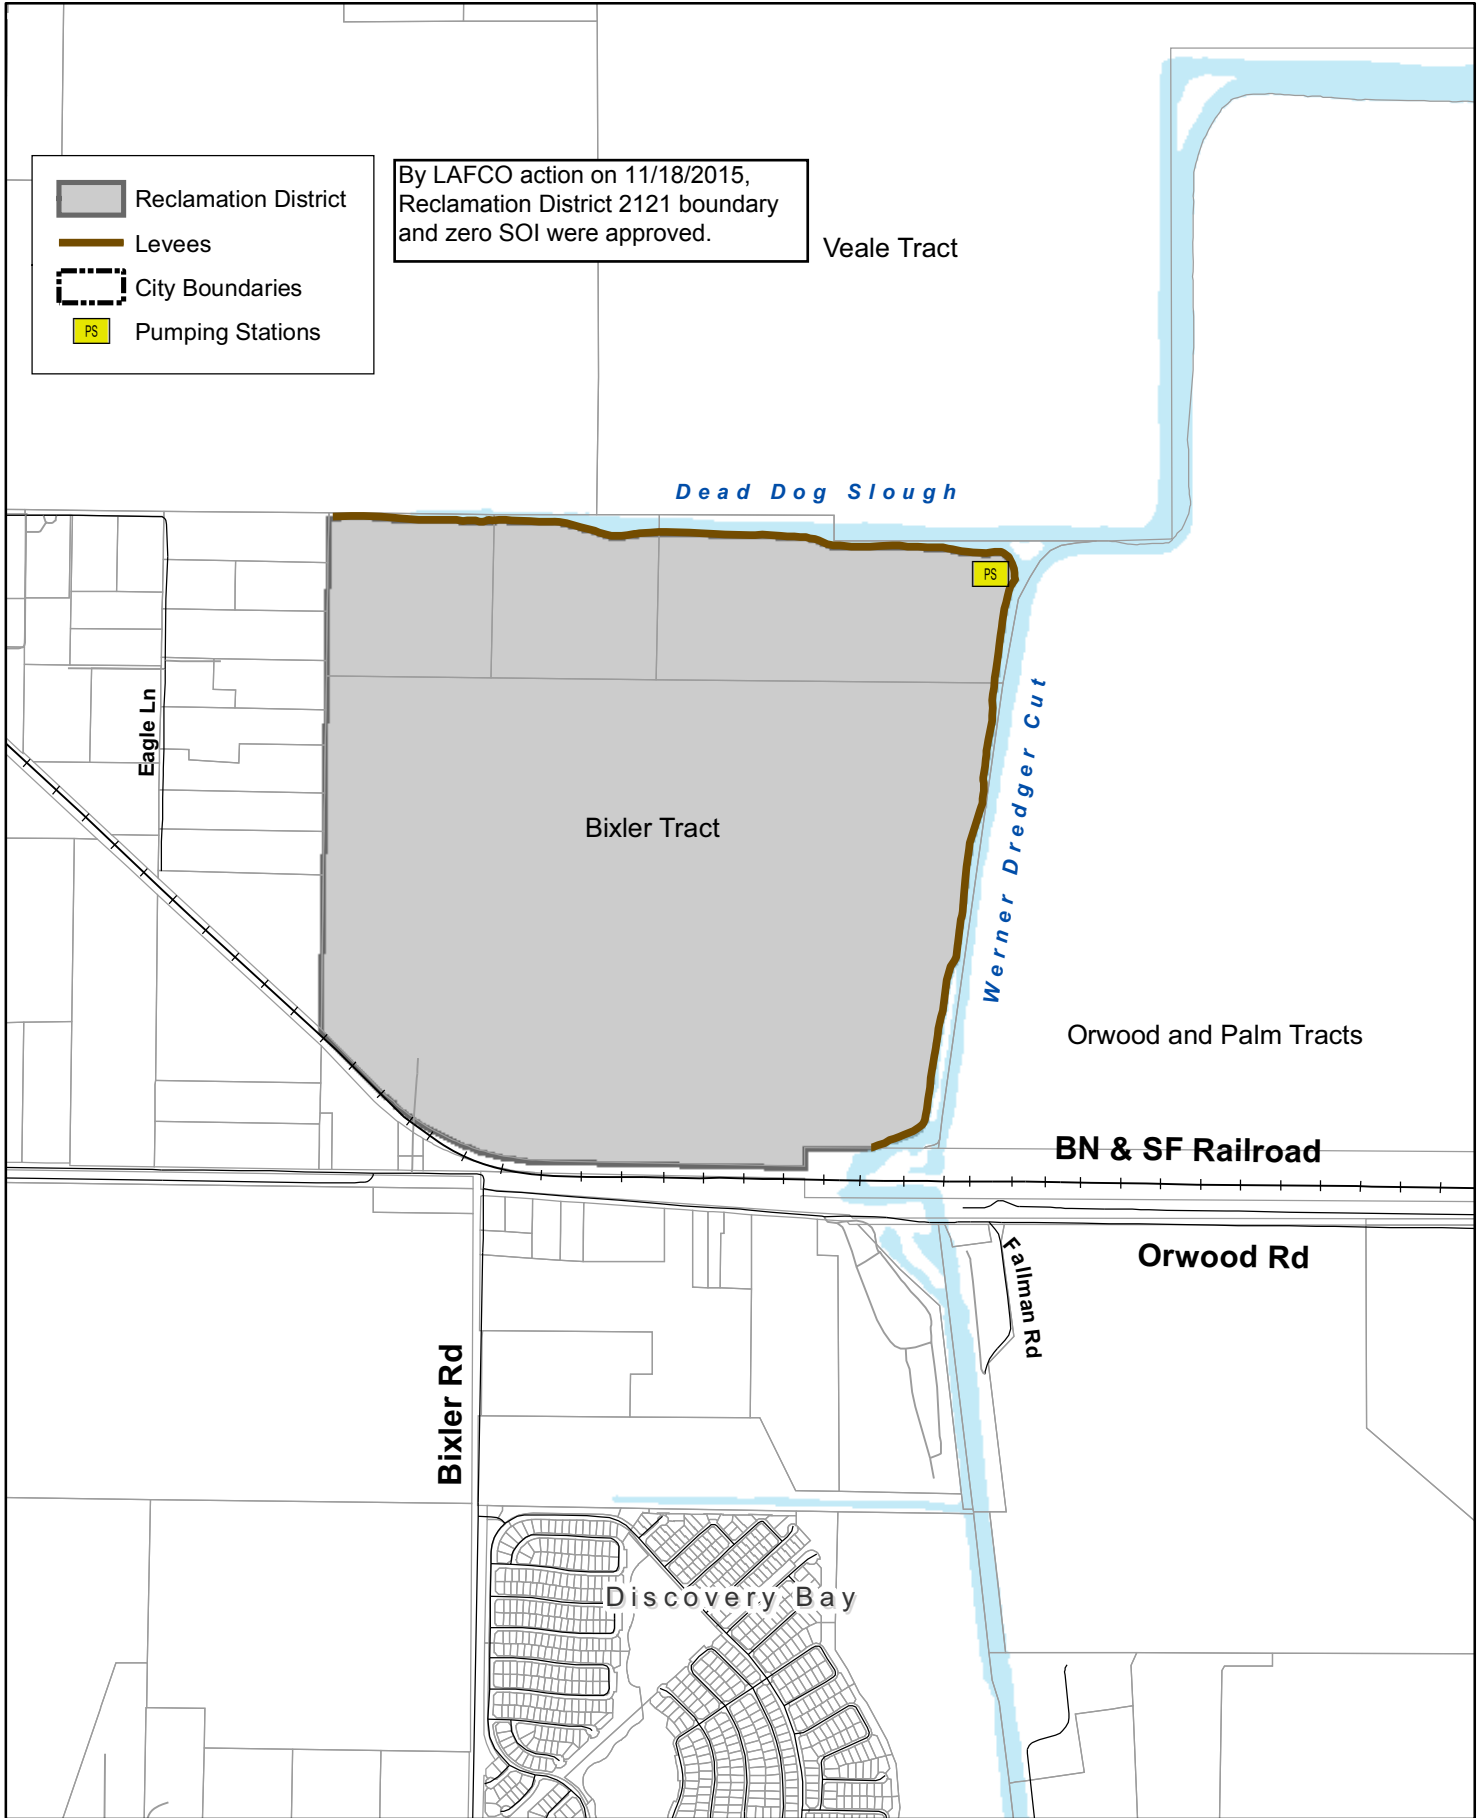 Reclamation District
Levees
City Boundaries
PS
Pumping Stations
By LAFCO action on 11/18/2015,
Reclamation District 2121 boundary
and zero SOI were approved.
Veale Tract
Dead Dog Slough
PS
Eagle Ln
Werner Dredger Cut
Bixler Tract
Orwood and Palm Tracts
BN & SF Railroad
Orwood Rd
Fallman Rd
Bixler Rd
Discovery Bay